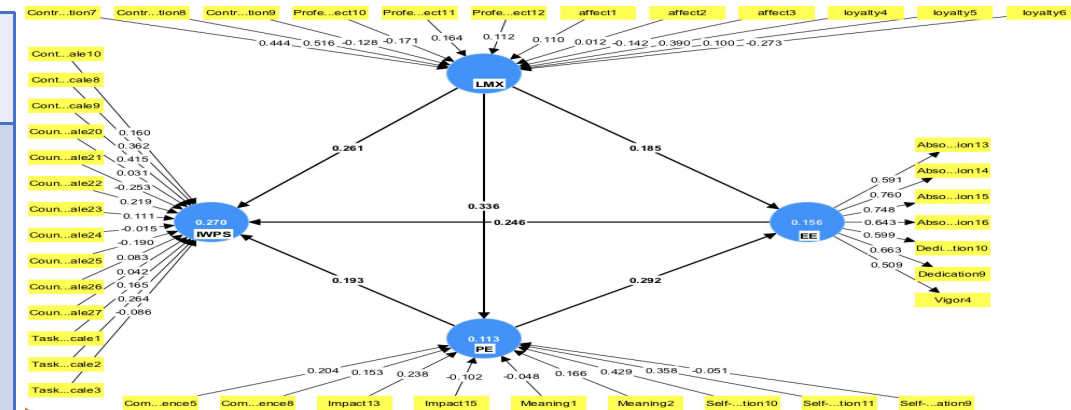 Contr...tion7 Contr...tion8 Contr...tion9 Profe...ect10 Profe...ect11 Profe...ect12 affect1 affect2 affect3 loyalty4 loyalty5 loyalty6
0.444 0.516 -0.128 -0.171 0.164 0.112 0.110 0.012 -0.142 0.390 0.100 -0.273
LMX
Cont...ale10
Cont...cale8
Cont...cale9
Coun...ale20
Coun...ale21
Coun...ale22
Coun...ale23
Coun...ale24
Coun...ale25
Coun...ale26
Coun...ale27
Task...cale1
Task...cale2
Task...cale3
0.160
0.362
0.415
0.031
-0.253
0.219
0.111
-0.015
-0.190
0.083
0.042
0.165
0.264
-0.086
0.261
0.185
0.336
0.246
0.193
0.292
0.270
IWPS
0.156
EE
0.591
0.760
0.748
0.643
0.599
0.663
0.509
Abso...ion13
Abso...ion14
Abso...ion15
Abso...ion16
Dedi...tion10
Dedication9
Vigor4
0.113
PE
0.204 0.153 0.238 -0.102 -0.048 0.166 0.429 0.358 -0.051
Com...ence5 Com...ence8 Impact13 Impact15 Meaning1 Meaning2 Self-...tion10 Self-...tion11 Self-...ation9